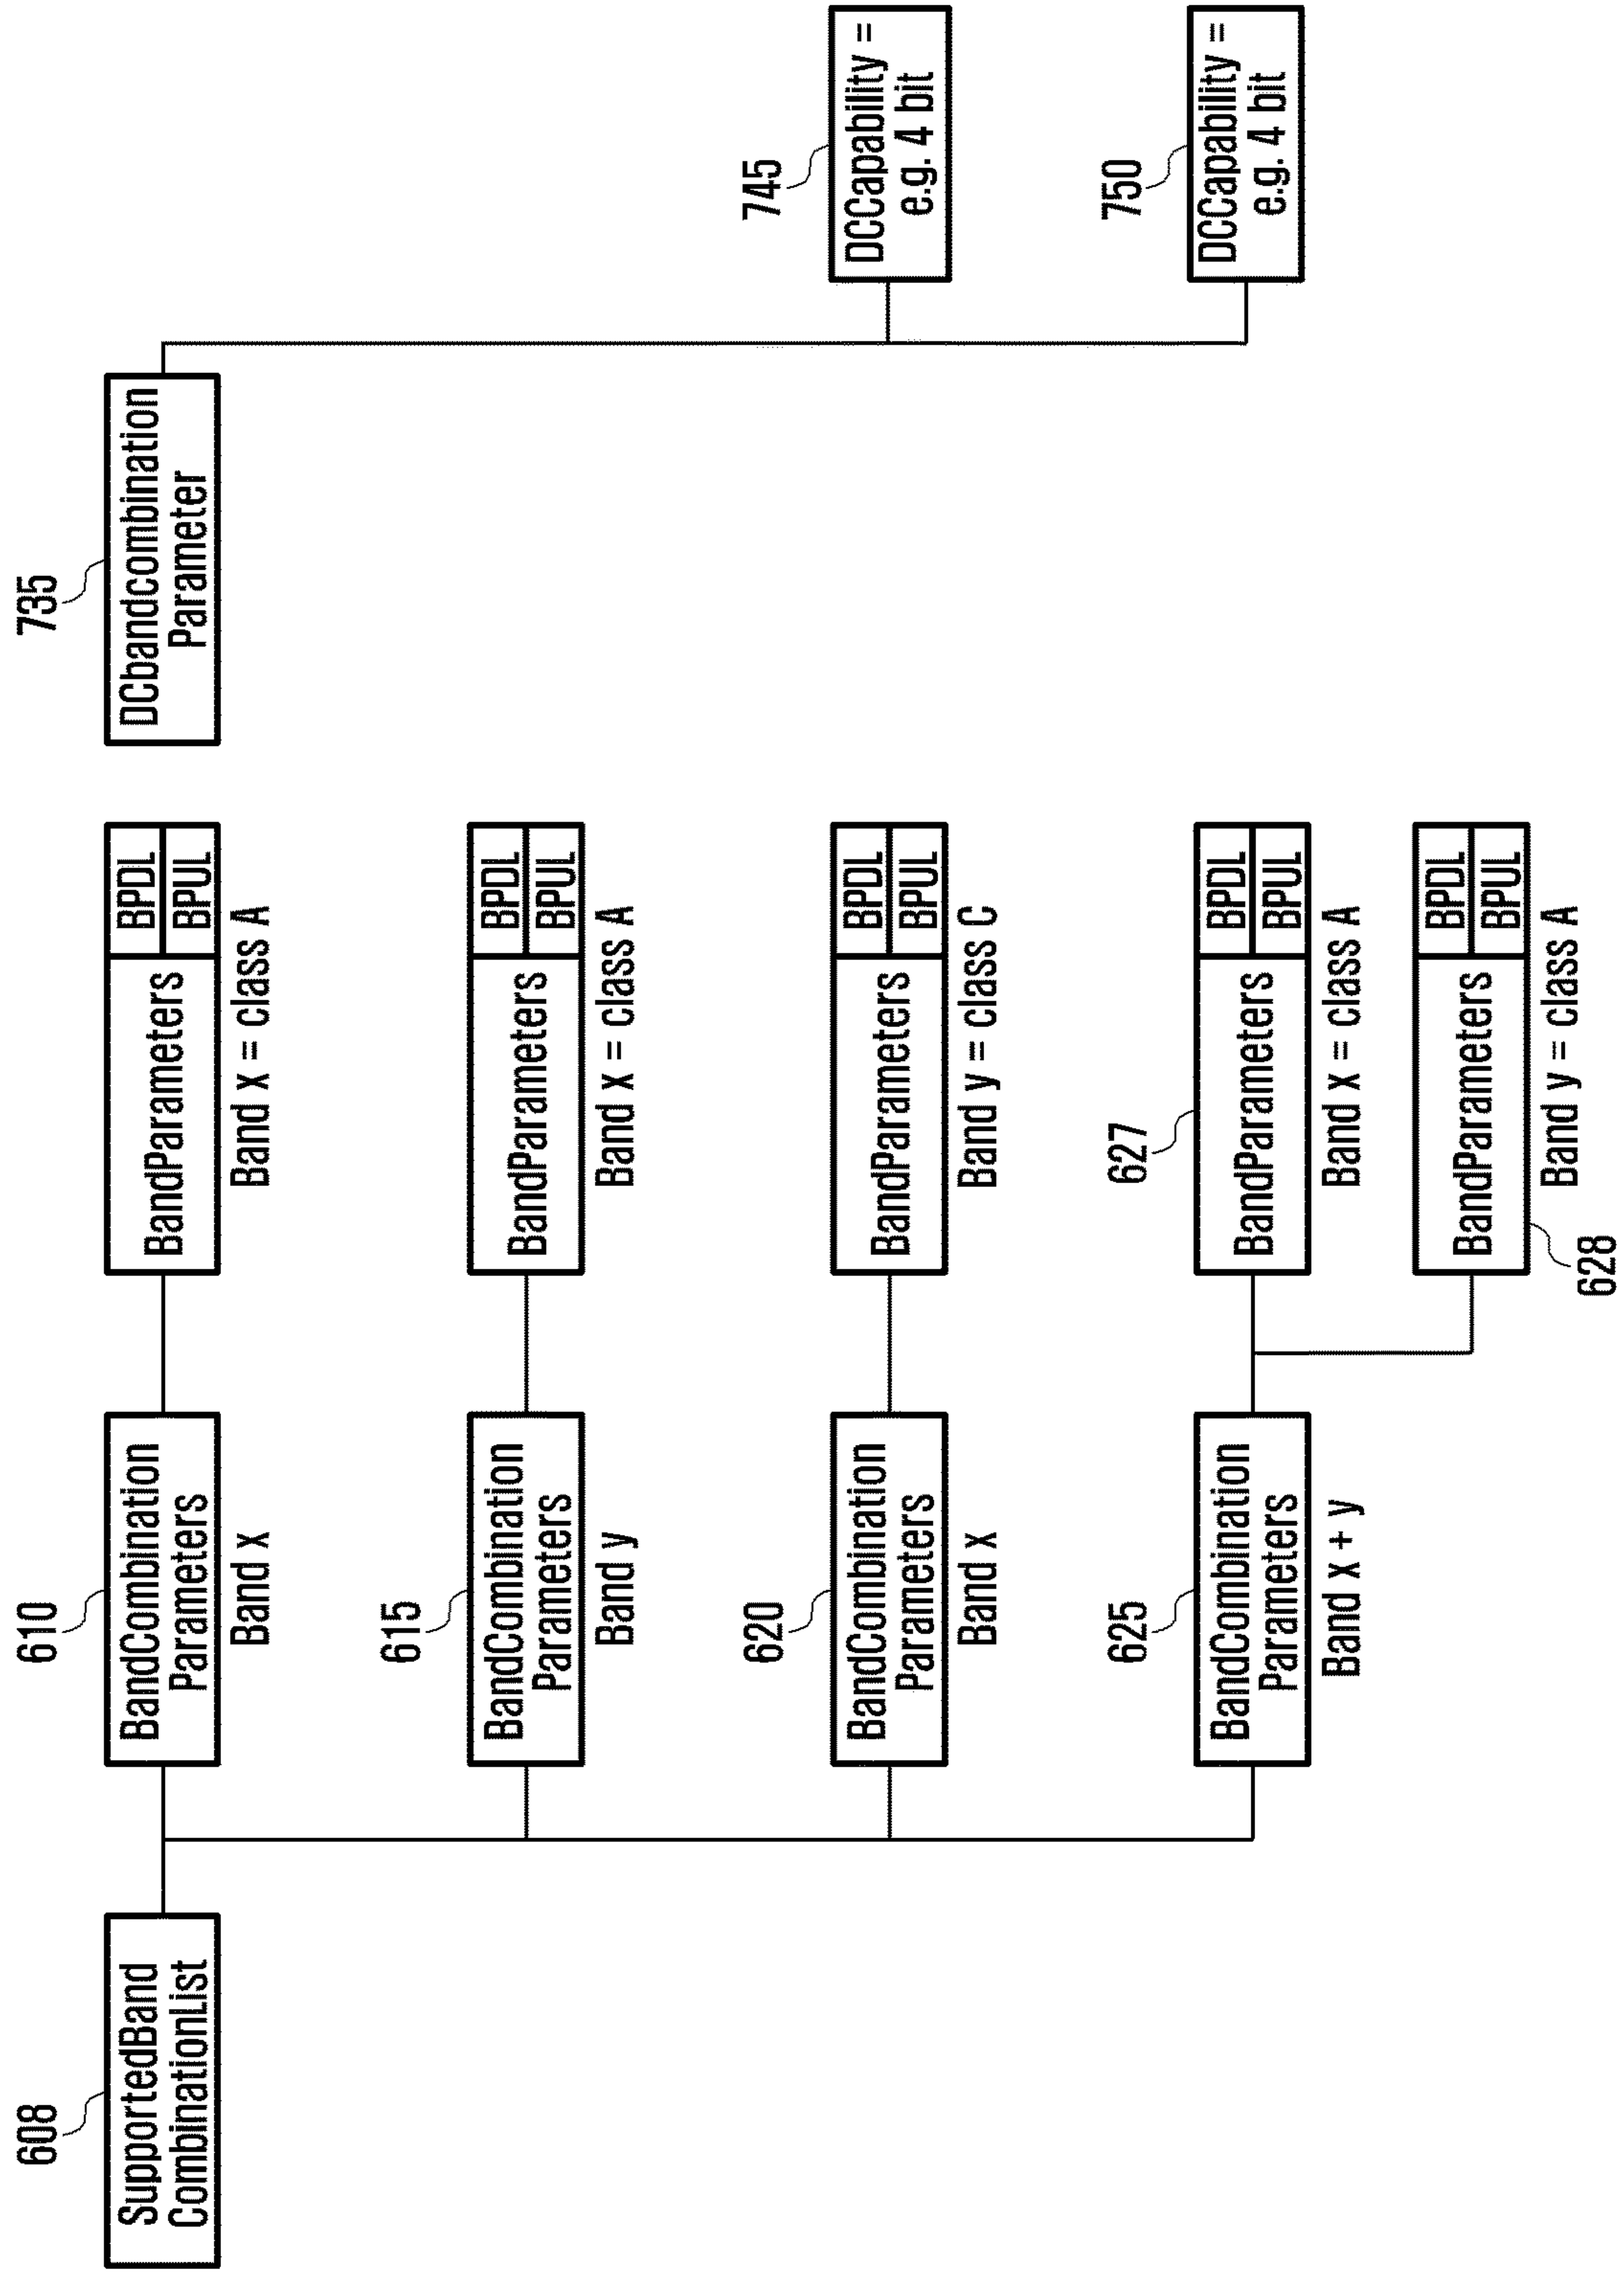 608
SupportedBand
CombinationList
610
BandCombination
Parameters
Band x
BandParameters
BPDL
BPUL
Band x = class A
735
DCbandcombination
Parameter
615
BandCombination
Parameters
Band y
BandParameters
BPDL
BPUL
Band x = class A
620
BandCombination
Parameters
Band x
BandParameters
BPDL
BPUL
Band y = class C
745
DCCapability =
e.g. 4 bit
625
BandCombination
Parameters
Band x + y
627
BandParameters
BPDL
BPUL
Band x = class A
750
DCCapability =
e.g. 4 bit
BandParameters
BPDL
BPUL
628
Band y = class A